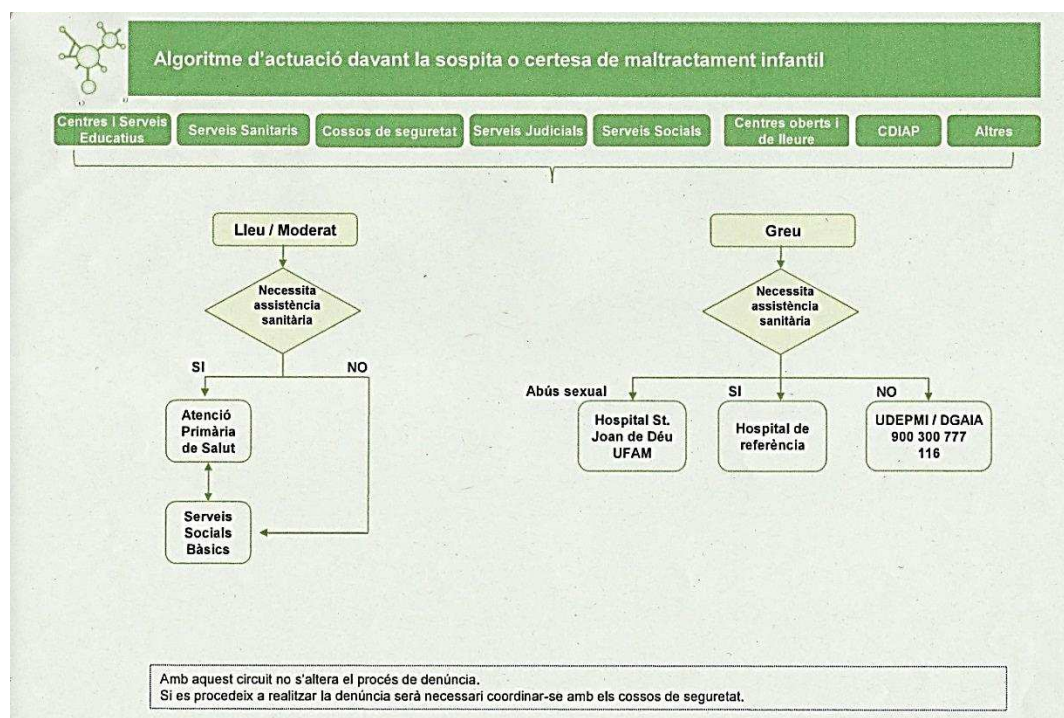 Algoritme d'actuació davant la sospita o certesa de maltractament infantil
Centres i Serveis
Educatius
Serveis Sanitaris
Cossos de seguretat
Serveis Judicials
Serveis Socials
Centres oberts i
de lleure
CDIAP
Altres
Lleu / Moderat
Necessita
assistència
sanitària
SI
NO
Atenció
Primària
de Salut
Serveis
Socials
Bàsics
Greu
Necessita
assistència
sanitària
Abús sexual
SI
NO
Hospital St.
Joan de Déu
UFAM
Hospital de
referència
UDEPMI / DGAIA
900 300 777
116
Amb aquest circuit no s'altera el procés de denúncia.
Si es procedeix a realitzar la denúncia serà necessari coordinar-se amb els cossos de seguretat.